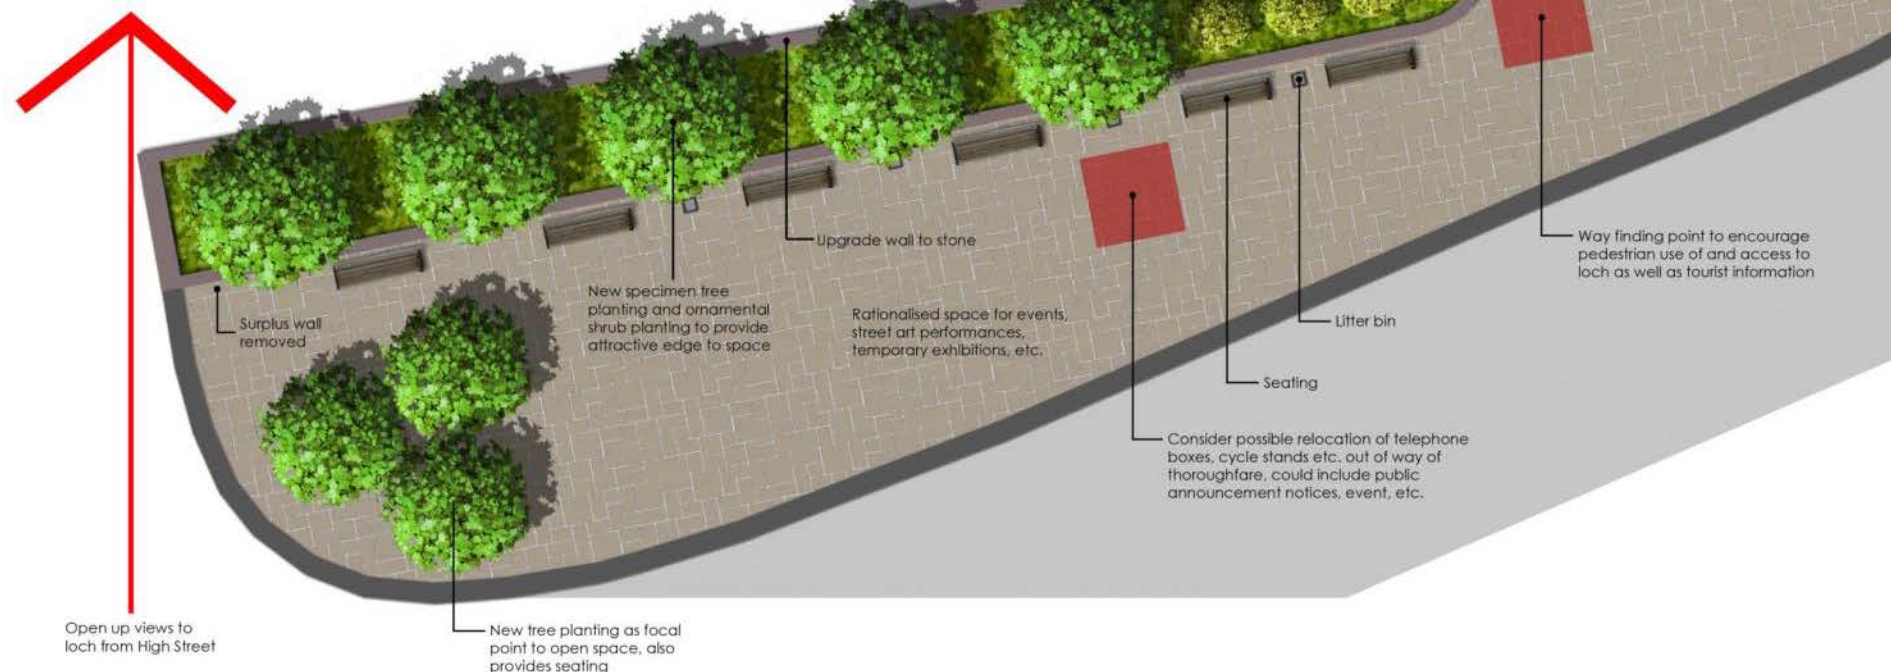 Upgrade wall to stone
Way finding point to encourage
pedestrian use of and access to
loch as well as tourist information
New specimen tree
planting and ornamental
shrub planting to provide
attractive edge to space
Surplus wall
removed
Rationalised space for events,
street art performances,
temporary exhibitions, etc.
Litter bin
Seating
Consider possible relocation of telephone
boxes, cycle stands etc. out of way of
thoroughfare, could include public
announcement notices, event, etc.
Open up views to
loch from High Street
New tree planting as focal
point to open space, also
provides seating